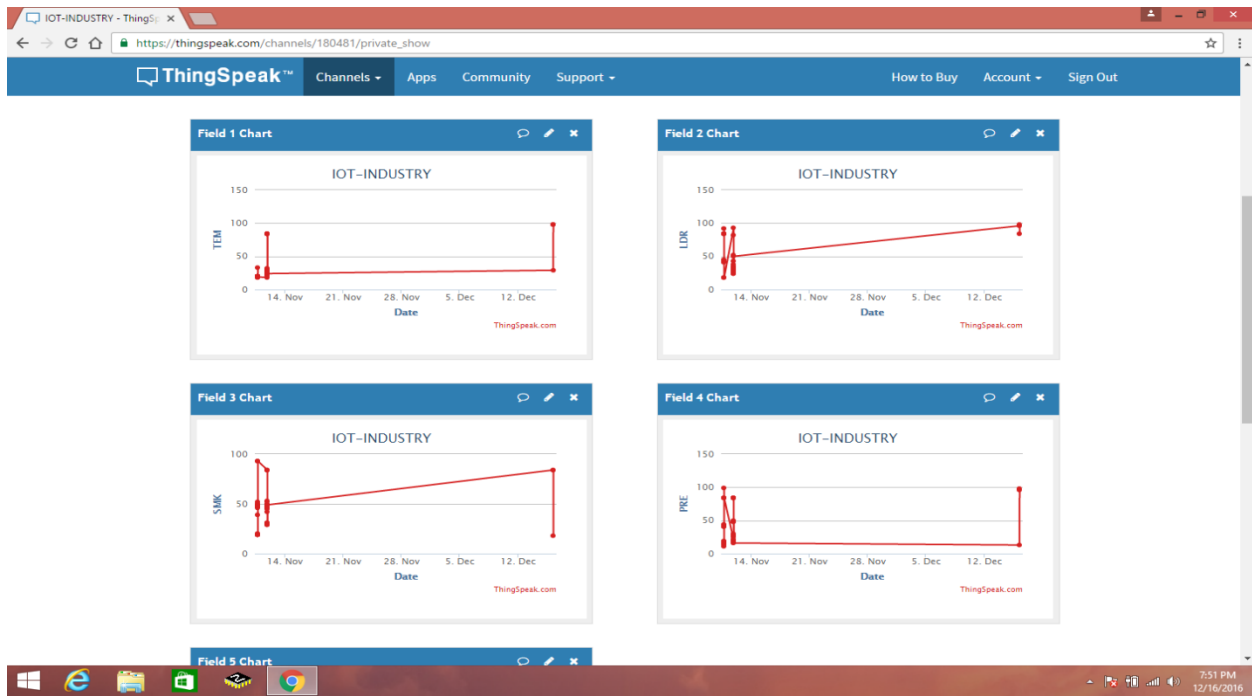 IOT-INDUSTRY - ThingSp
https://thingspeak.com/channels/180481/private_show
ThingSpeak™ Channels Apps Community Support How to Buy Account Sign Out
Field 1 Chart
IOT-INDUSTRY
150
100
50
0
TEM
14. Nov 21. Nov 28. Nov 5. Dec 12. Dec
Date
ThingSpeak.com
Field 2 Chart
IOT-INDUSTRY
150
100
50
0
LDR
14. Nov 21. Nov 28. Nov 5. Dec 12. Dec
Date
ThingSpeak.com
Field 3 Chart
IOT-INDUSTRY
100
50
0
SMK
14. Nov 21. Nov 28. Nov 5. Dec 12. Dec
Date
ThingSpeak.com
Field 4 Chart
IOT-INDUSTRY
150
100
50
0
PRE
14. Nov 21. Nov 28. Nov 5. Dec 12. Dec
Date
ThingSpeak.com
Field 5 Chart
7:51 PM
12/16/2016